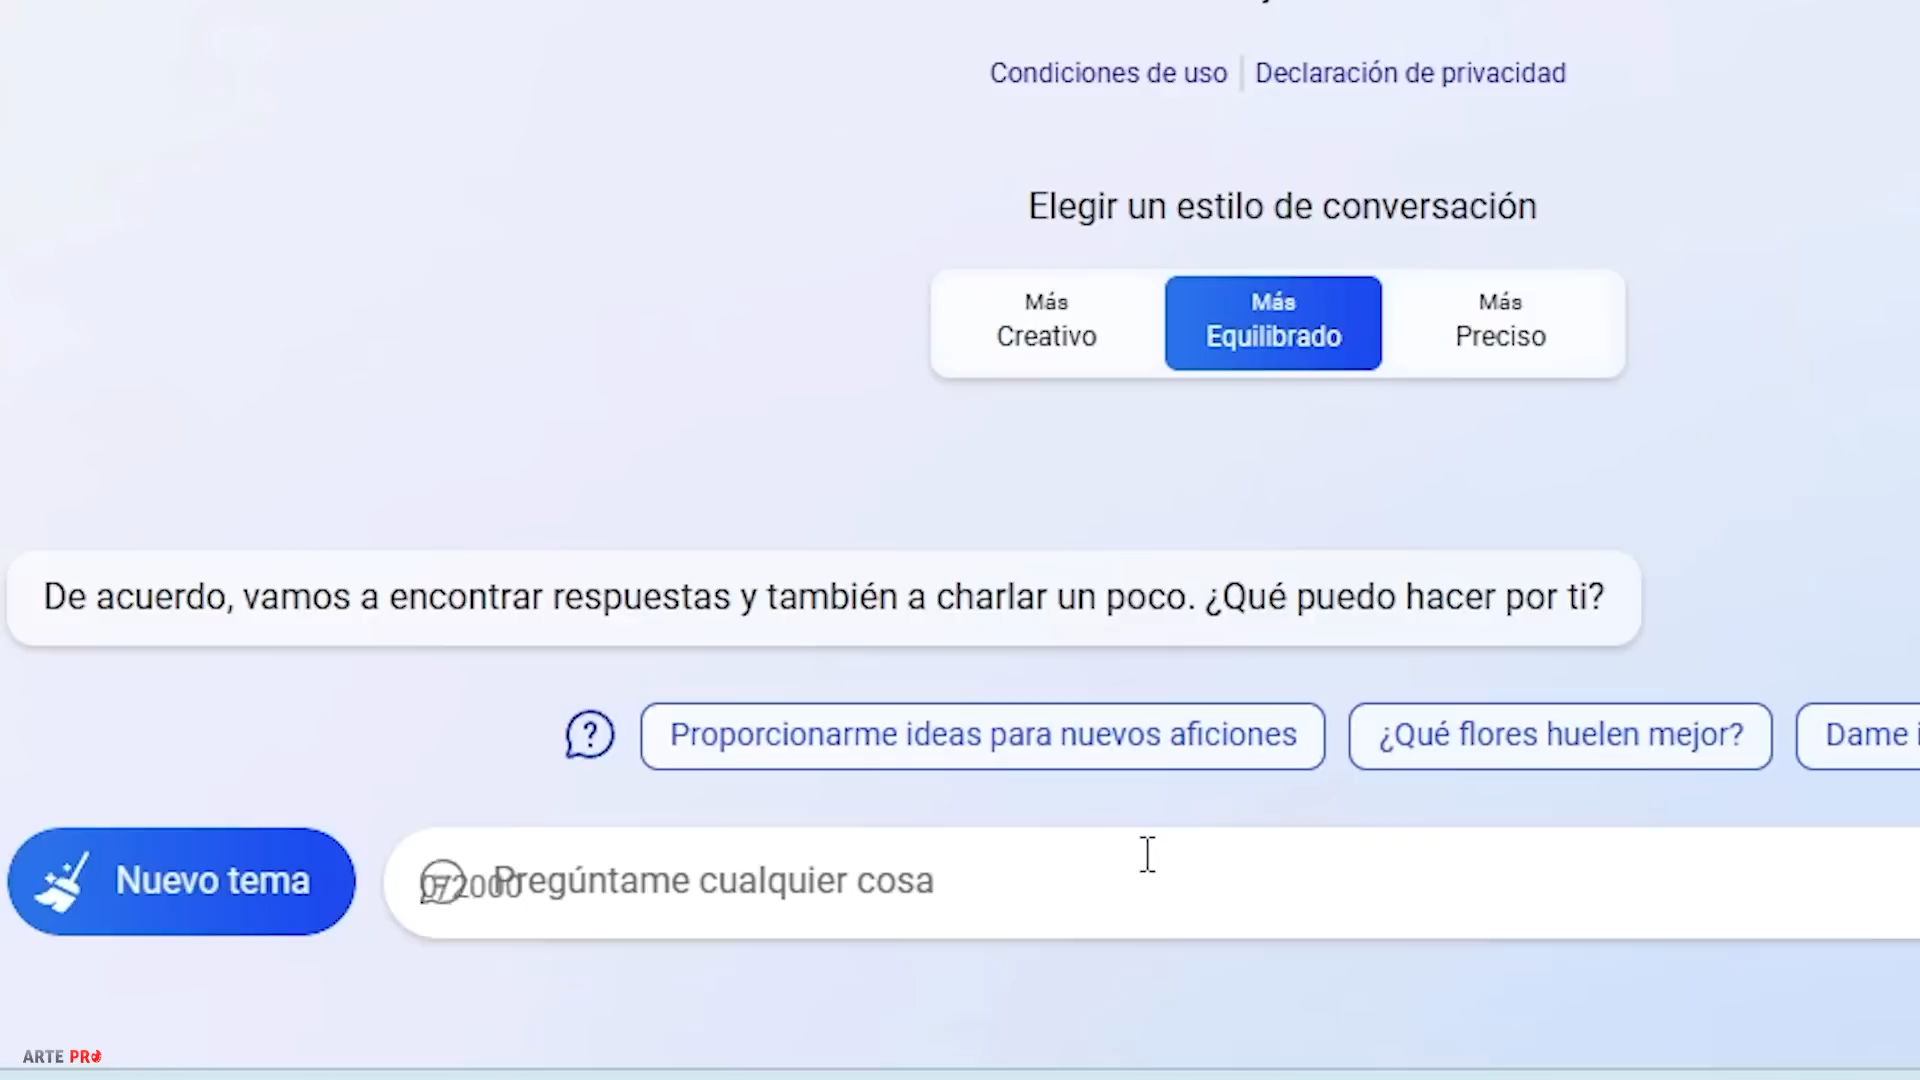 Condiciones de uso | Declaración de privacidad
Elegir un estilo de conversación
Más Creativo
Más Equilibrado
Más Preciso
De acuerdo, vamos a encontrar respuestas y también a charlar un poco. ¿Qué puedo hacer por ti?
Proporcionarme ideas para nuevos aficiones
¿Qué flores huelen mejor?
Dame
Nuevo tema
0/2000
Pregúntame cualquier cosa
ARTE PRO